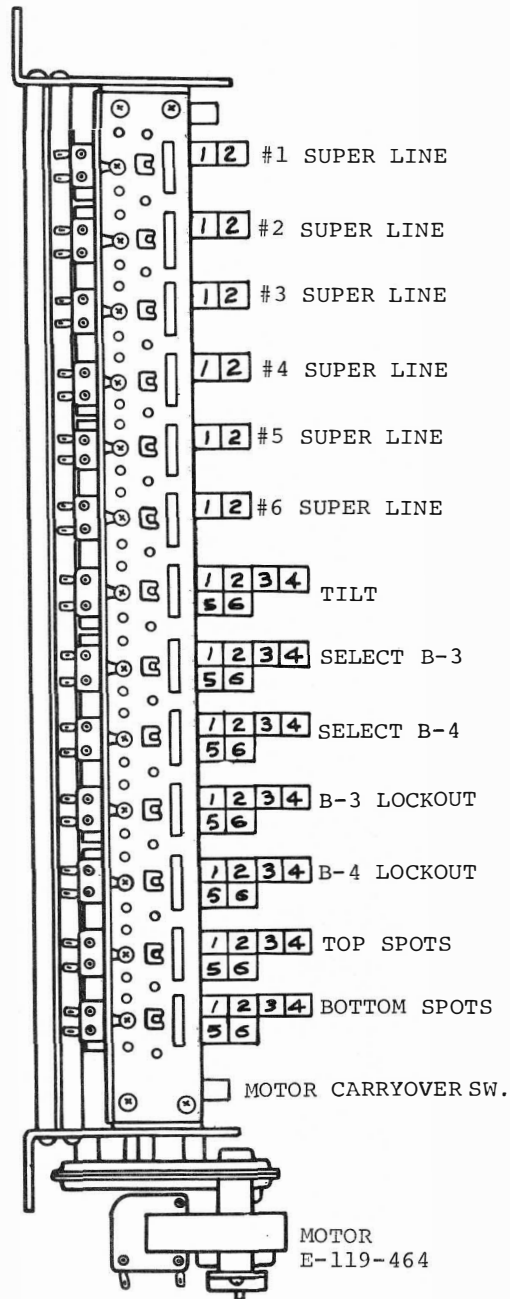 1 2 #1 SUPER LINE
1 2 #2 SUPER LINE
1 2 #3 SUPER LINE
1 2 #4 SUPER LINE
1 2 #5 SUPER LINE
1 2 #6 SUPER LINE
1 2 3 4
5 6
TILT
1 2 3 4 SELECT B-3
5 6
1 2 3 4 SELECT B-4
5 6
1 2 3 4 B-3 LOCKOUT
5 6
1 2 3 4 B-4 LOCKOUT
5 6
1 2 3 4 TOP SPOTS
5 6
1 2 3 4 BOTTOM SPOTS
5 6
MOTOR CARRYOVER SW.
MOTOR
E-119-464